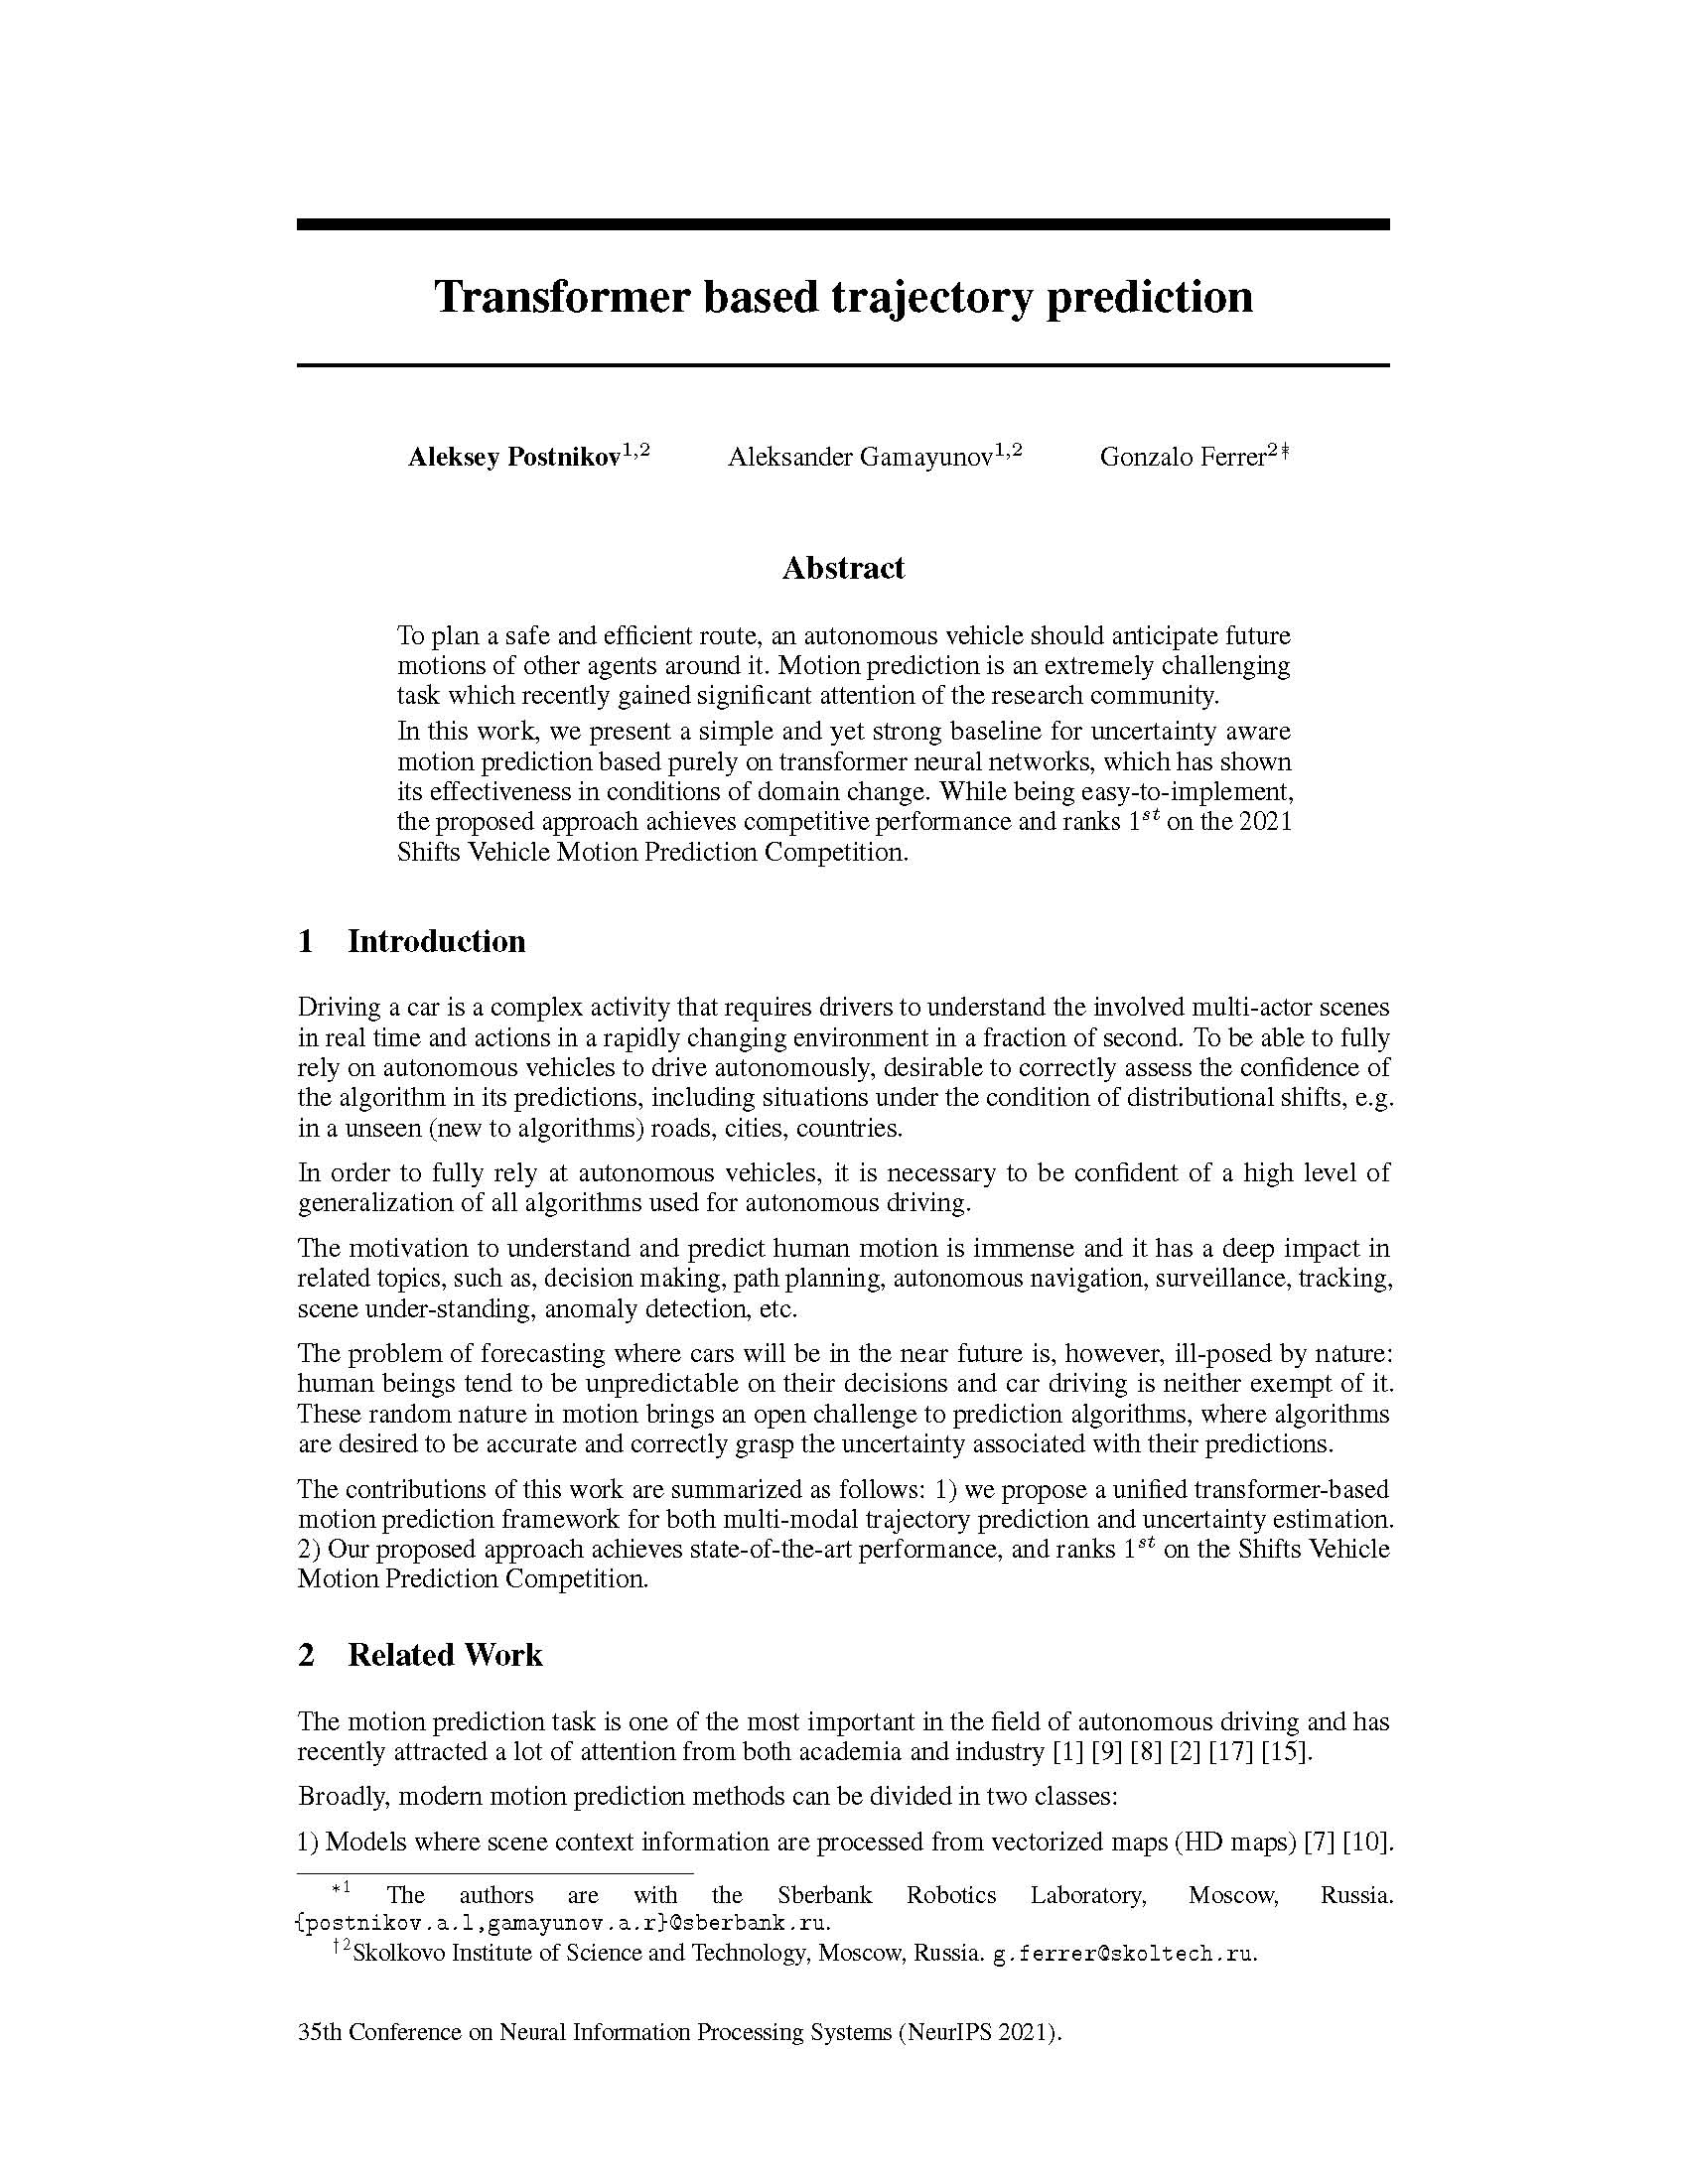 Transformer based trajectory prediction
Aleksey Postnikov1,2 Aleksander Gamayunov1,2 Gonzalo Ferrer2*†
Abstract
To plan a safe and efficient route, an autonomous vehicle should anticipate future
motions of other agents around it. Motion prediction is an extremely challenging
task which recently gained significant attention of the research community.
In this work, we present a simple and yet strong baseline for uncertainty aware
motion prediction based purely on transformer neural networks, which has shown
its effectiveness in conditions of domain change. While being easy-to-implement,
the proposed approach achieves competitive performance and ranks 1st on the 2021
Shifts Vehicle Motion Prediction Competition.
1 Introduction
Driving a car is a complex activity that requires drivers to understand the involved multi-actor scenes
in real time and actions in a rapidly changing environment in a fraction of second. To be able to fully
rely on autonomous vehicles to drive autonomously, desirable to correctly assess the confidence of
the algorithm in its predictions, including situations under the condition of distributional shifts, e.g.
in a unseen (new to algorithms) roads, cities, countries.
In order to fully rely at autonomous vehicles, it is necessary to be confident of a high level of
generalization of all algorithms used for autonomous driving.
The motivation to understand and predict human motion is immense and it has a deep impact in
related topics, such as, decision making, path planning, autonomous navigation, surveillance, tracking,
scene under-standing, anomaly detection, etc.
The problem of forecasting where cars will be in the near future is, however, ill-posed by nature:
human beings tend to be unpredictable on their decisions and car driving is neither exempt of it.
These random nature in motion brings an open challenge to prediction algorithms, where algorithms
are desired to be accurate and correctly grasp the uncertainty associated with their predictions.
The contributions of this work are summarized as follows: 1) we propose a unified transformer-based
motion prediction framework for both multi-modal trajectory prediction and uncertainty estimation.
2) Our proposed approach achieves state-of-the-art performance, and ranks 1st on the Shifts Vehicle
Motion Prediction Competition.
2 Related Work
The motion prediction task is one of the most important in the field of autonomous driving and has
recently attracted a lot of attention from both academia and industry [1] [9] [8] [2] [17] [15].
Broadly, modern motion prediction methods can be divided in two classes:
1) Models where scene context information are processed from vectorized maps (HD maps) [7] [10].
*1 The authors are with the Sberbank Robotics Laboratory, Moscow, Russia.
{postnikov.a.l,gamayunov.a.r}@sberbank.ru.
†2Skolkovo Institute of Science and Technology, Moscow, Russia. g.ferrer@skoltech.ru.
35th Conference on Neural Information Processing Systems (NeurIPS 2021).